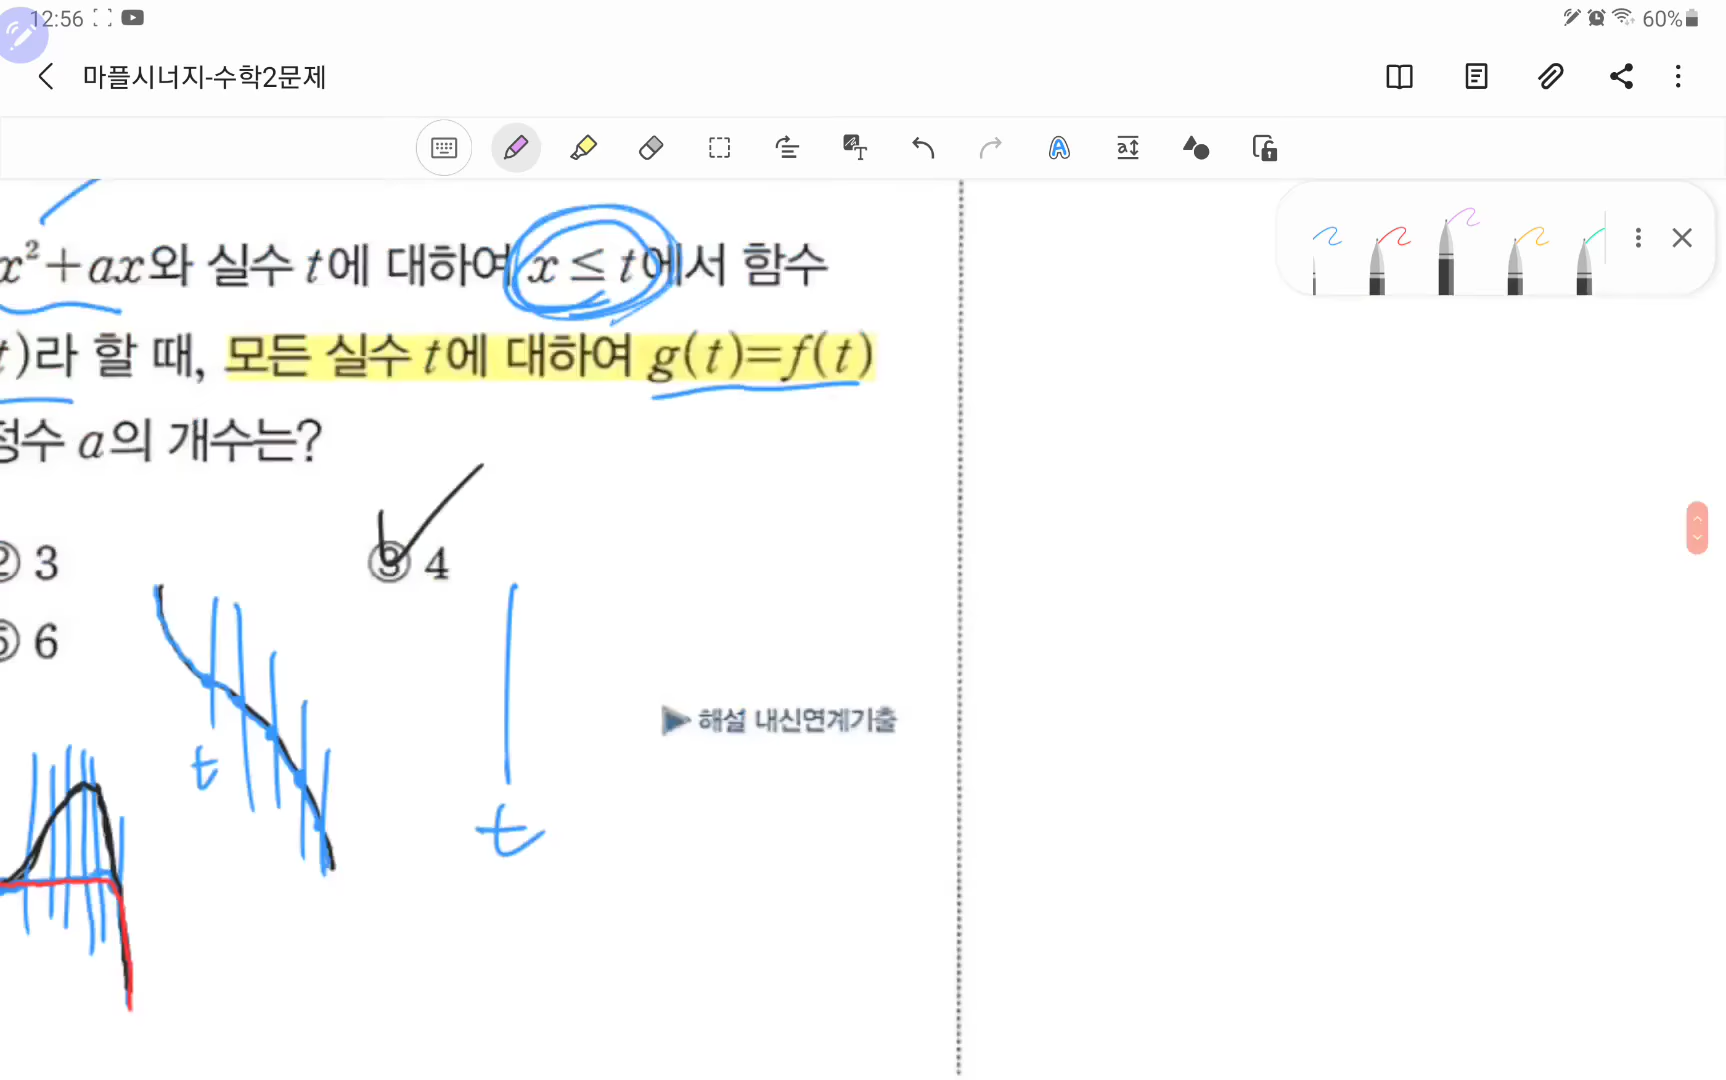 12:56
60%
마플시너지-수학2문제
x²+ax와 실수 t에 대하여 x≤t에서 함수
t)라 할 때, 모든 실수 t에 대하여 g(t)=f(t)
정수 a의 개수는?
② 3
③ 4
⑤ 6
t
t
▶ 해설 내신연계기출